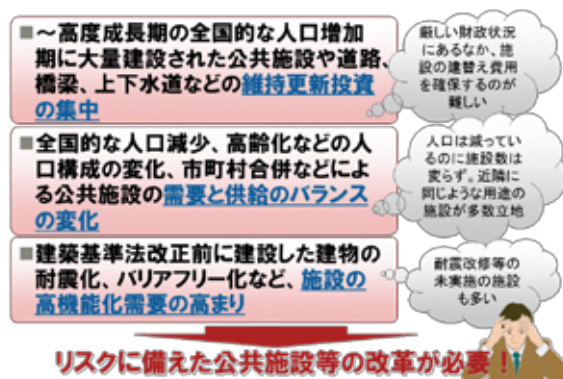 ■～高度成長期の全国的な人口増加
期に大量建設された公共施設や道路、
橋梁、上下水道などの維持更新投資
の集中
厳しい財政状況
にあるなか、施
設の建替え費用
を確保するのが
難しい
■全国的な人口減少、高齢化などの人
口構成の変化、市町村合併などによ
る公共施設の需要と供給のバランス
の変化
人口は減ってい
るのに施設数は
変らず。近隣に
同じような用途の
施設が多数立地
■建築基準法改正前に建設した建物の
耐震化、バリアフリー化など、施設の
高機能化需要の高まり
耐震改修等の
未実施の施設
も多い
リスクに備えた公共施設等の改革が必要！